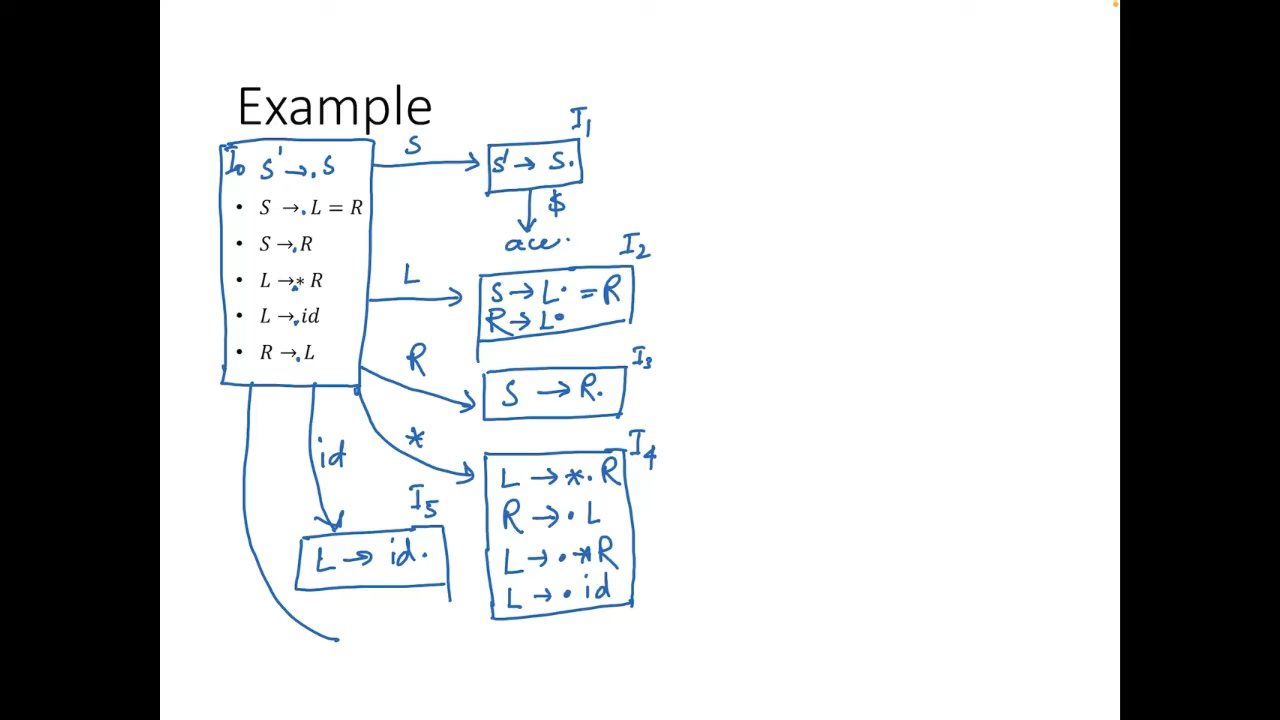 Example
I₀ S' → . S
• S → . L = R
• S → . R
• L → . * R
• L → . id
• R → . L
S
I₁
S' → S.
$
acc.
L
I₂
S → L . = R
R → L .
R
I₃
S → R.
*
I₄
L → * . R
R → . L
L → . * R
L → . id
id
I₅
L → id.